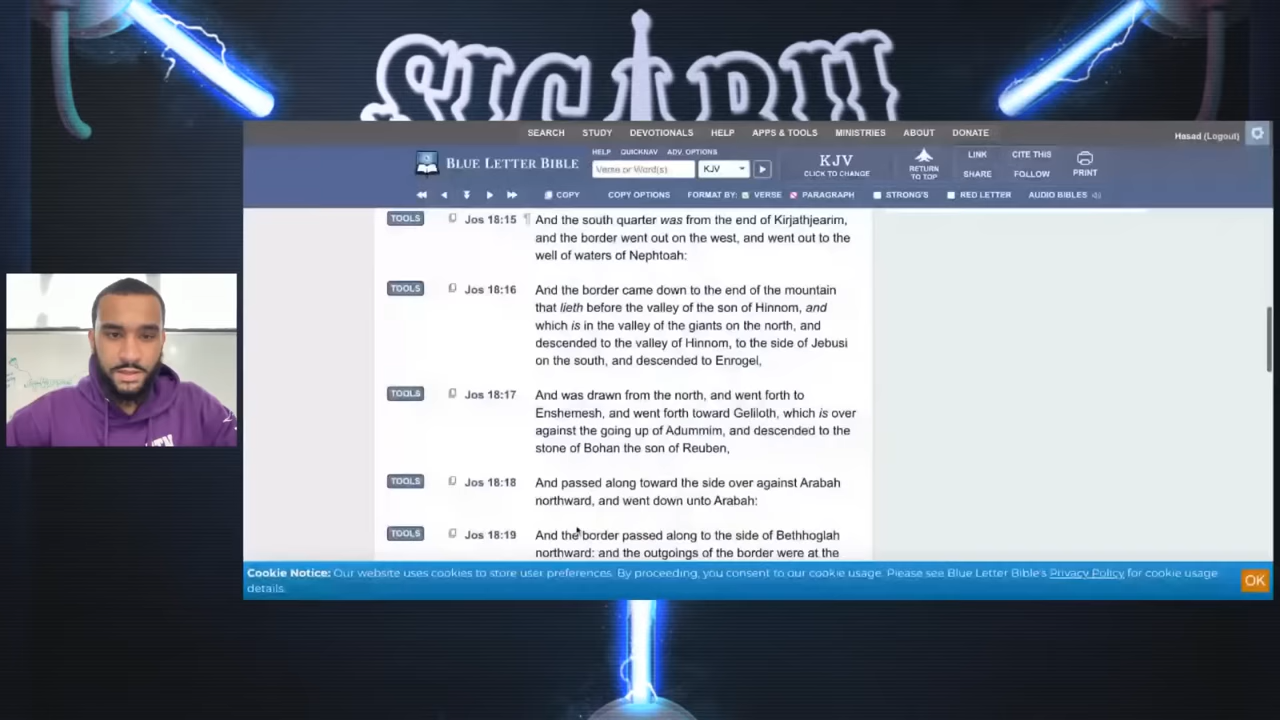 SICARII
SEARCH STUDY DEVOTIONALS HELP APPS & TOOLS MINISTRIES ABOUT DONATE
Hasad (Logout)
BLUE LETTER BIBLE
HELP QUICKNAV ADV. OPTIONS
Verse or Word(s) KJV
KJV
CLICK TO CHANGE
RETURN
TO TOP
LINK CITE THIS
SHARE FOLLOW
PRINT
COPY COPY OPTIONS FORMAT BY: VERSE PARAGRAPH STRONG'S RED LETTER AUDIO BIBLES
TOOLS Jos 18:15 ¶ And the south quarter was from the end of Kirjathjearim,
and the border went out on the west, and went out to the
well of waters of Nephtoah:
TOOLS Jos 18:16 And the border came down to the end of the mountain
that lieth before the valley of the son of Hinnom, and
which is in the valley of the giants on the north, and
descended to the valley of Hinnom, to the side of Jebusi
on the south, and descended to Enrogel,
TOOLS Jos 18:17 And was drawn from the north, and went forth to
Enshemesh, and went forth toward Geliloth, which is over
against the going up of Adummim, and descended to the
stone of Bohan the son of Reuben,
TOOLS Jos 18:18 And passed along toward the side over against Arabah
northward, and went down unto Arabah:
TOOLS Jos 18:19 And the border passed along to the side of Bethhoglah
northward: and the outgoings of the border were at the
Cookie Notice: Our website uses cookies to store user preferences. By proceeding, you consent to our cookie usage. Please see Blue Letter Bible's Privacy Policy for cookie usage
details.
OK